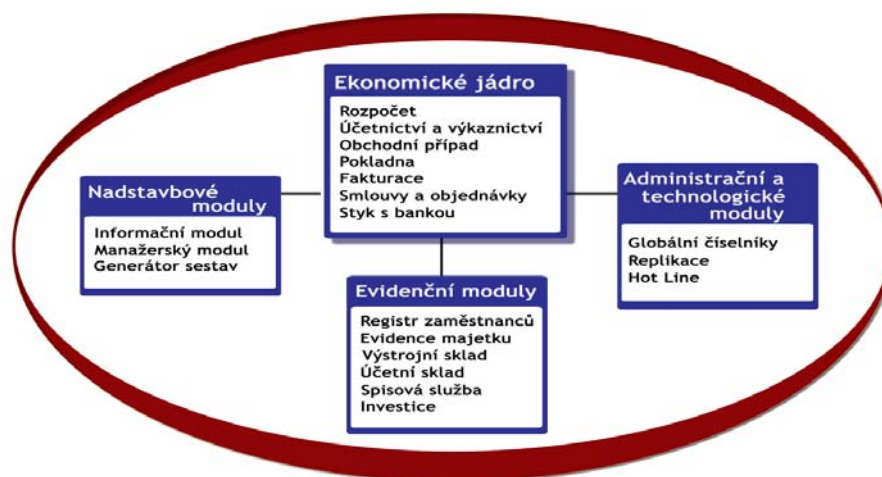 Ekonomické jádro
Rozpočet
Účetnictví a výkaznictví
Obchodní případ
Pokladna
Fakturace
Smlouvy a objednávky
Styk s bankou
Nadstavbové
moduly
Informační modul
Manažerský modul
Generátor sestav
Administrační a
technologické
moduly
Globální číselníky
Replikace
Hot Line
Evidenční moduly
Registr zaměstnanců
Evidence majetku
Výstrojní sklad
Účetní sklad
Spisová služba
Investice